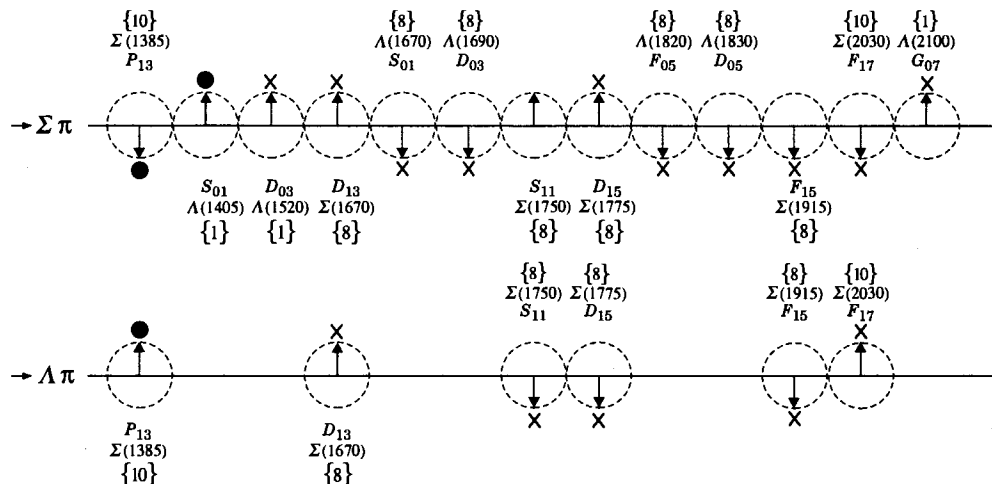 {10} {8} {8} {8} {8} {10} {1}
Σ(1385) Λ(1670) Λ(1690) Λ(1820) Λ(1830) Σ(2030) Λ(2100)
P₁₃ S₀₁ D₀₃ F₀₅ D₀₅ F₁₇ G₀₇
Σπ
S₀₁ D₀₃ D₁₃ S₁₁ D₁₅ F₁₅
Λ(1405) Λ(1520) Σ(1670) Σ(1750) Σ(1775) Σ(1915)
{1} {1} {8} {8} {8} {8}
{8} {8} {8} {10}
Σ(1750) Σ(1775) Σ(1915) Σ(2030)
S₁₁ D₁₅ F₁₅ F₁₇
Λπ
P₁₃ D₁₃
Σ(1385) Σ(1670)
{10} {8}